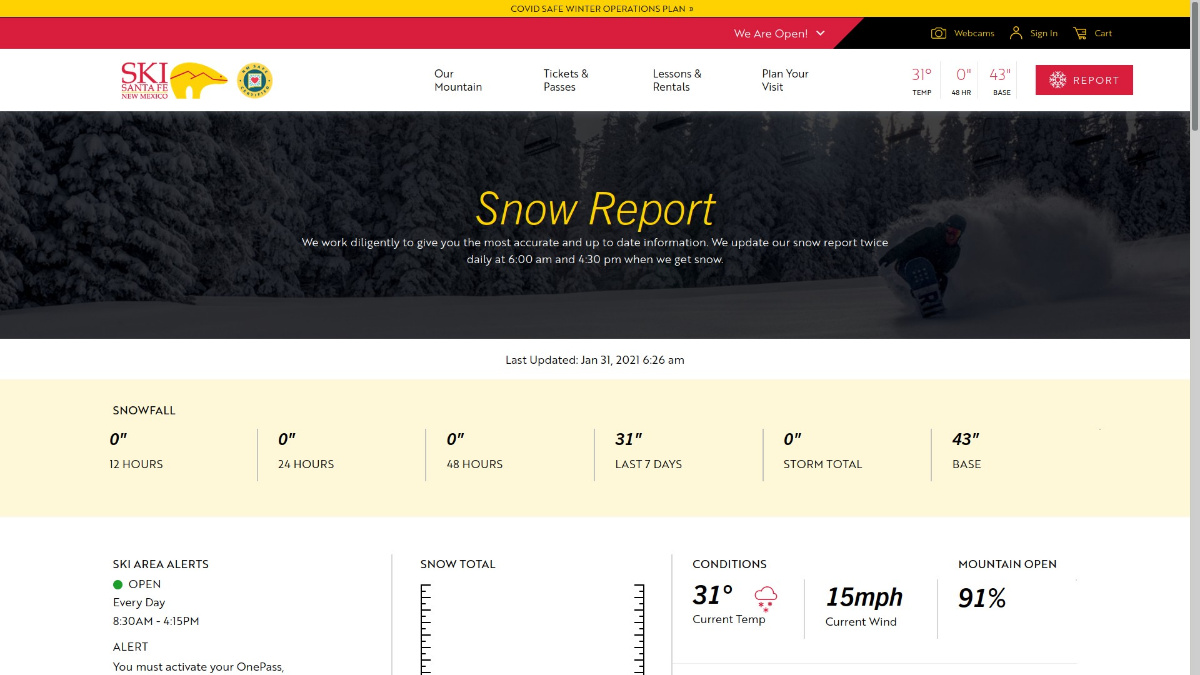 COVID SAFE WINTER OPERATIONS PLAN »
We Are Open!
Webcams
Sign In
Cart
SKI
SANTA FE
NEW MEXICO
Our
Mountain
Tickets &
Passes
Lessons &
Rentals
Plan Your
Visit
31°
TEMP
0"
48 HR
43"
BASE
REPORT
Snow Report
We work diligently to give you the most accurate and up to date information. We update our snow report twice
daily at 6:00 am and 4:30 pm when we get snow.
Last Updated: Jan 31, 2021 6:26 am
SNOWFALL
0"
12 HOURS
0"
24 HOURS
0"
48 HOURS
31"
LAST 7 DAYS
0"
STORM TOTAL
43"
BASE
SKI AREA ALERTS
OPEN
Every Day
8:30AM - 4:15PM
ALERT
You must activate your OnePass,
SNOW TOTAL
CONDITIONS
31°
Current Temp
15mph
Current Wind
MOUNTAIN OPEN
91%